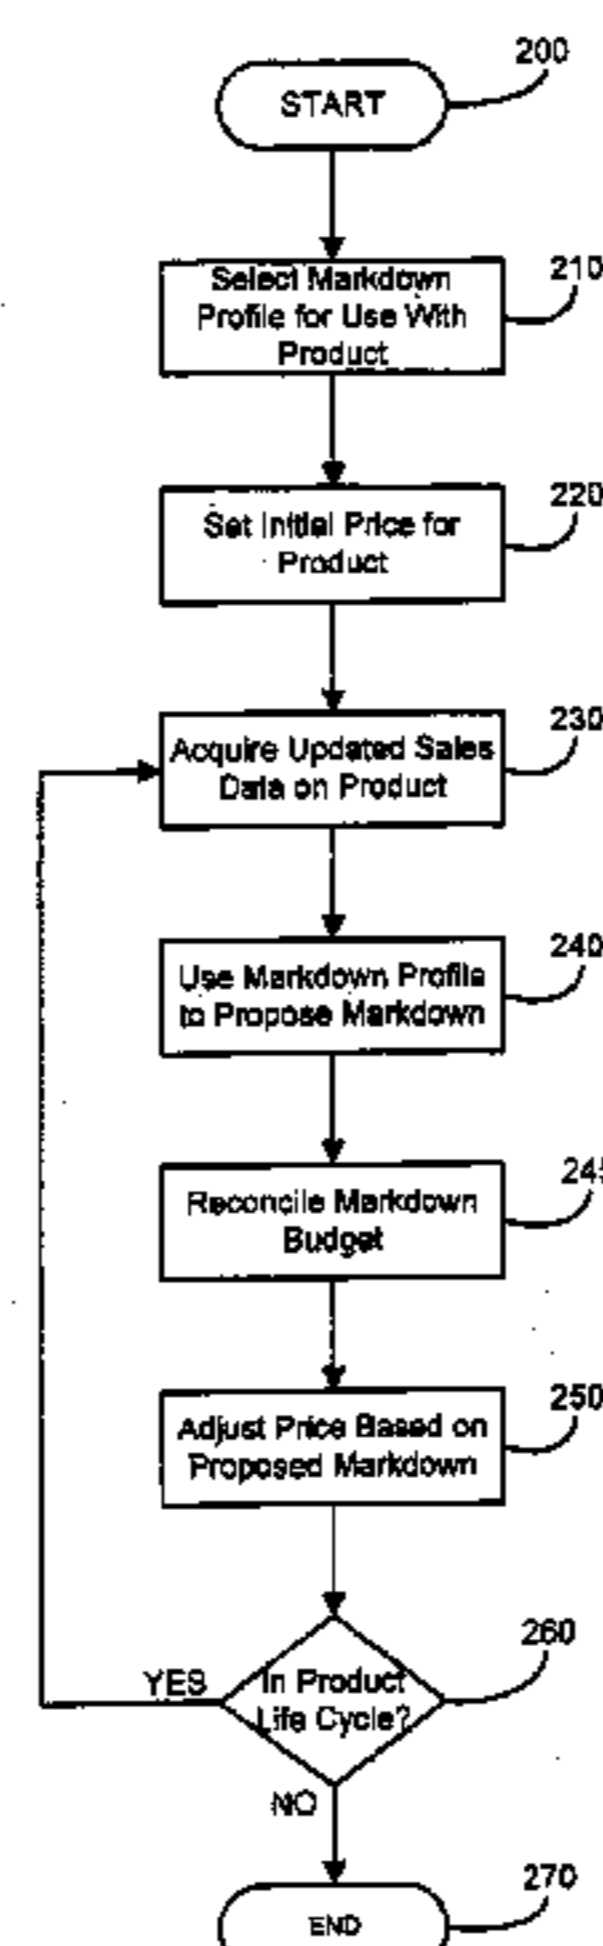 200
START
210
Select Markdown
Profile for Use With
Product
220
Set Initial Price for
Product
230
Acquire Updated Sales
Data on Product
240
Use Markdown Profile
to Propose Markdown
245
Reconcile Markdown
Budget
250
Adjust Price Based on
Proposed Markdown
260
YES
In Product
Life Cycle?
NO
270
END